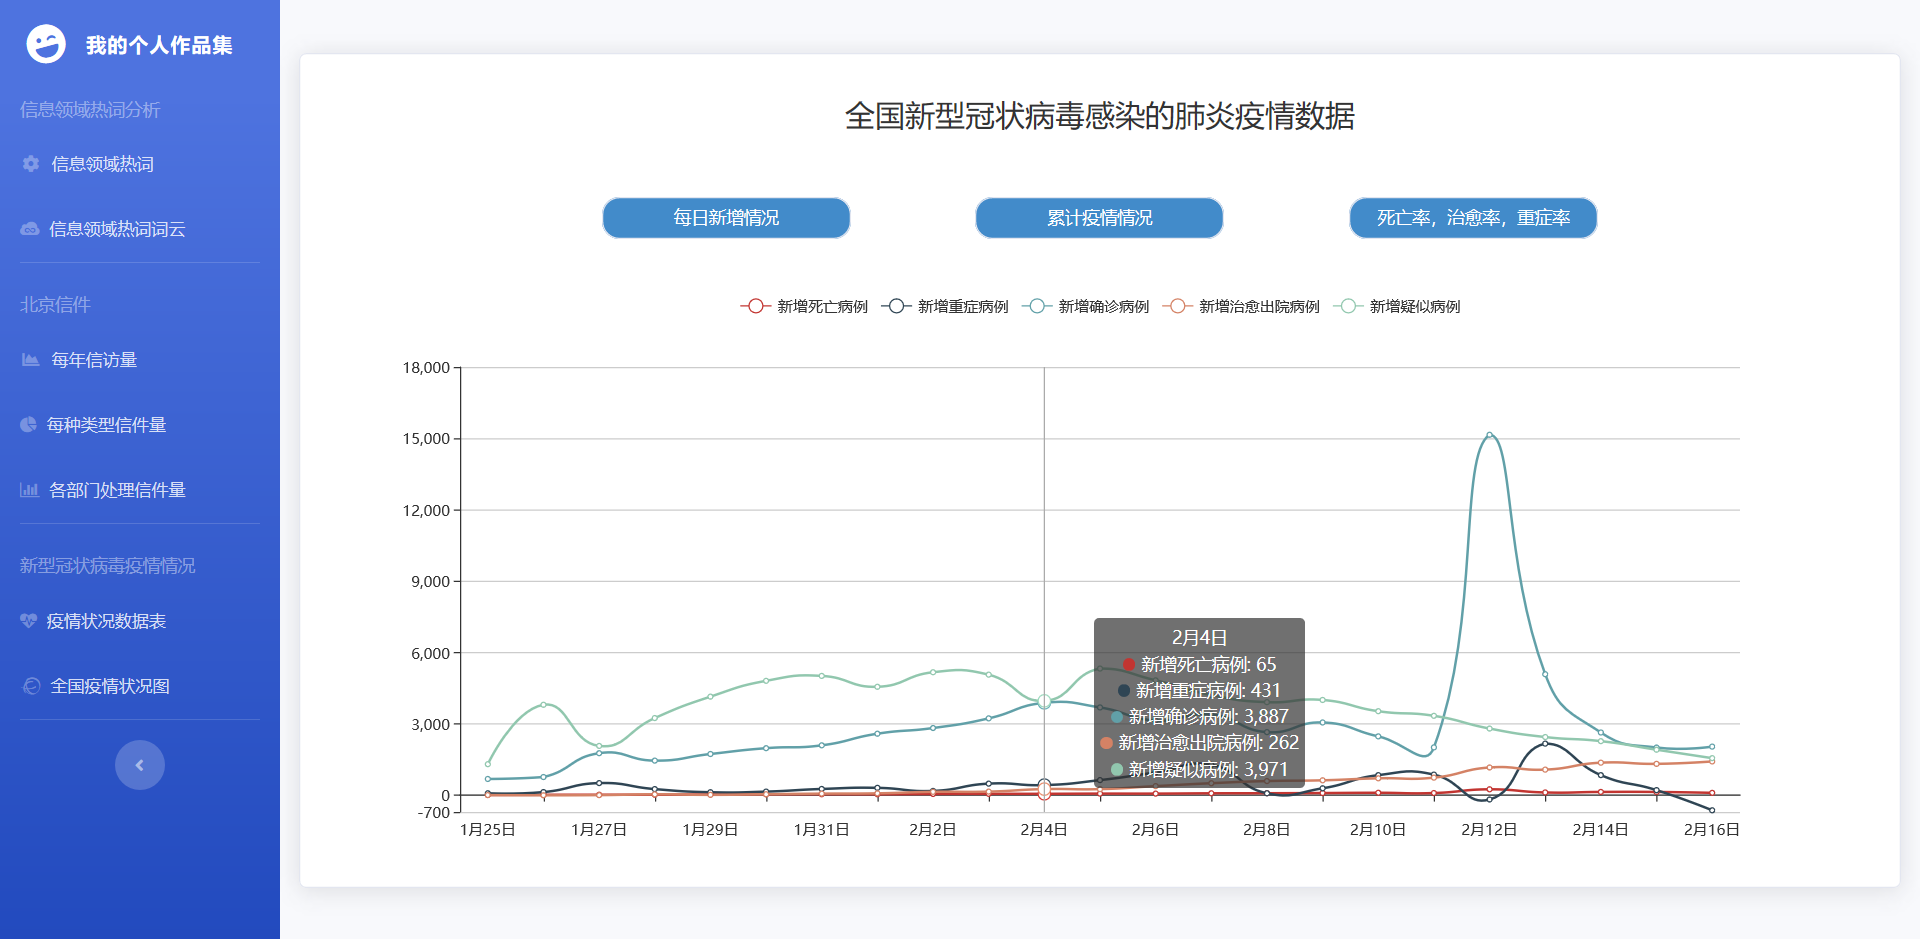 我的个人作品集
信息领域热词分析
信息领域热词
信息领域热词词云
北京信件
每年信访量
每种类型信件量
各部门处理信件量
新型冠状病毒疫情情况
疫情状况数据表
全国疫情状况图
全国新型冠状病毒感染的肺炎疫情数据
每日新增情况 累计疫情情况 死亡率，治愈率，重症率
新增死亡病例 新增重症病例 新增确诊病例 新增治愈出院病例 新增疑似病例
18,000
15,000
12,000
9,000
6,000
3,000
0
-700
2月4日
新增死亡病例: 65
新增重症病例: 431
新增确诊病例: 3,887
新增治愈出院病例: 262
新增疑似病例: 3,971
1月25日 1月27日 1月29日 1月31日 2月2日 2月4日 2月6日 2月8日 2月10日 2月12日 2月14日 2月16日